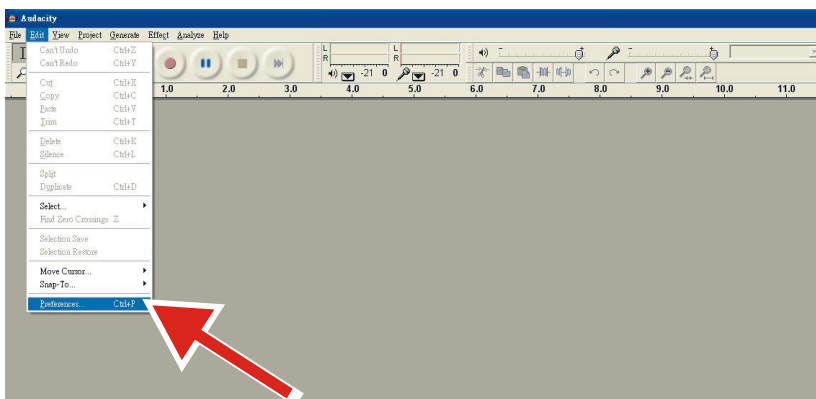 Audacity
File Edit View Project Generate Effect Analyze Help
Can't Undo Ctrl+Z
Can't Redo Ctrl+Y
Cut Ctrl+X
Copy Ctrl+C
Paste Ctrl+V
Trim Ctrl+T
Delete Ctrl+K
Silence Ctrl+L
Split
Duplicate Ctrl+D
Select...
Find Zero Crossings Z
Selection Save
Selection Restore
Move Cursor...
Snap-To...
Preferences... Ctrl+P
L L
R R
-21 0 -21 0
1.0 2.0 3.0 4.0 5.0 6.0 7.0 8.0 9.0 10.0 11.0